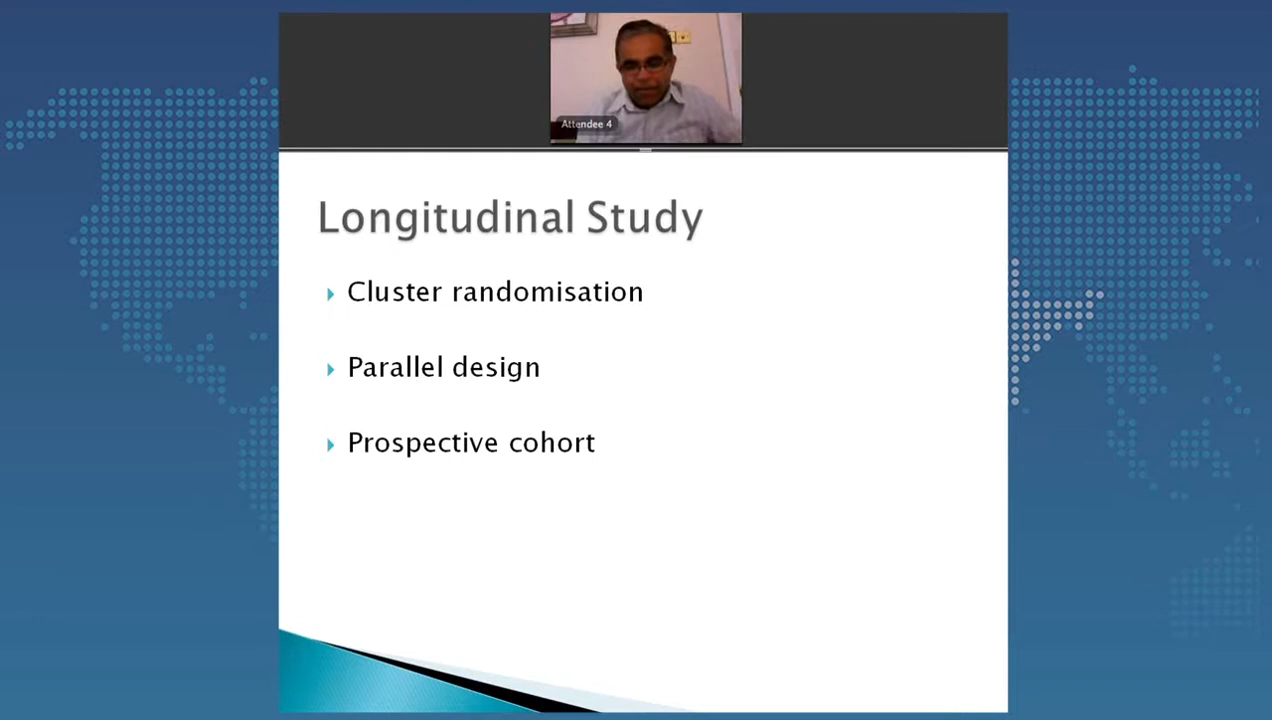 Attendee 4
Longitudinal Study
Cluster randomisation
Parallel design
Prospective cohort